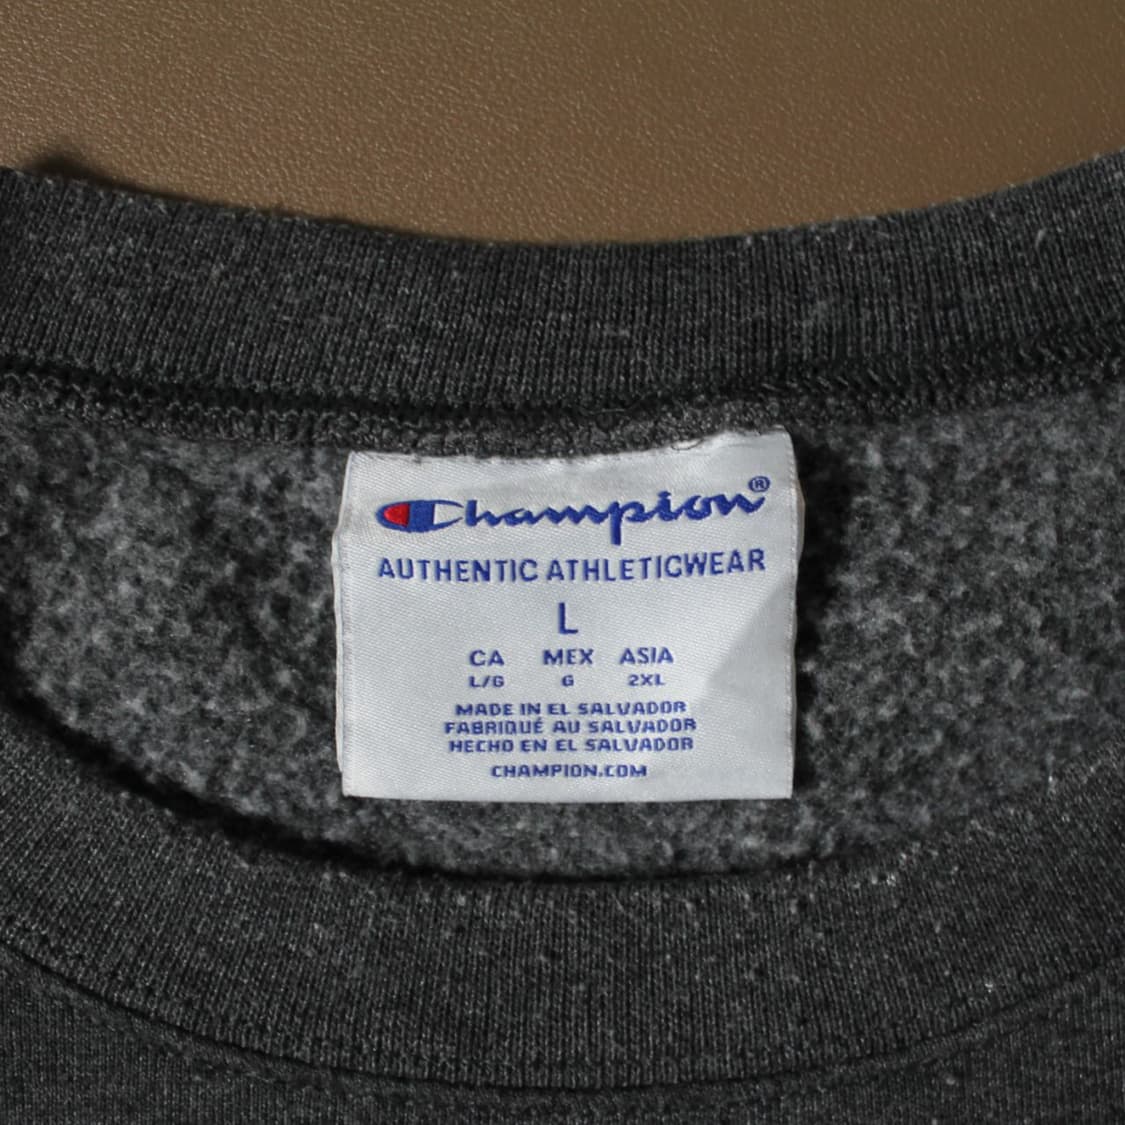 Champion®
AUTHENTIC ATHLETICWEAR
L
CA MEX ASIA
L/G G 2XL
MADE IN EL SALVADOR
FABRIQUÉ AU SALVADOR
HECHO EN EL SALVADOR
CHAMPION.COM